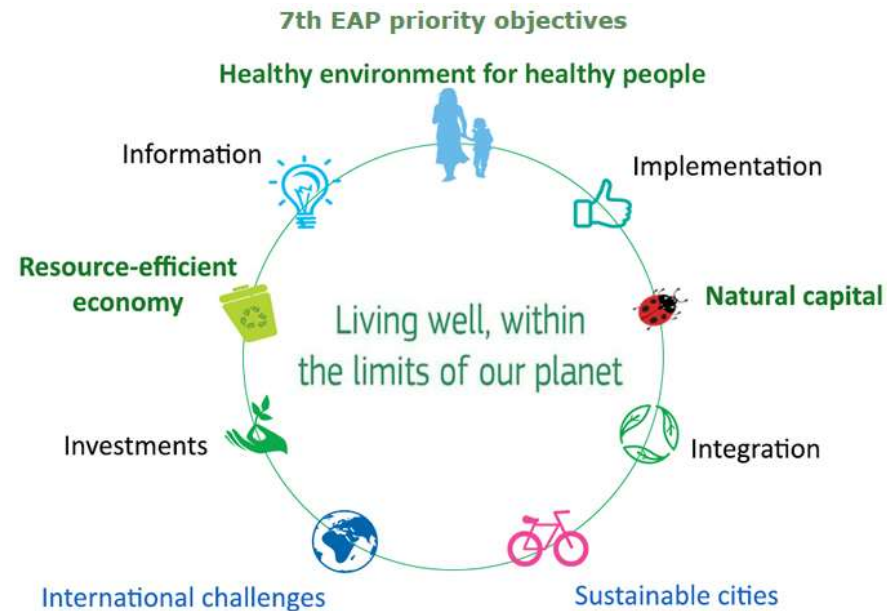 7th EAP priority objectives
Healthy environment for healthy people
Information
Implementation
Resource-efficient
economy
Natural capital
Living well, within
the limits of our planet
Investments
Integration
International challenges
Sustainable cities